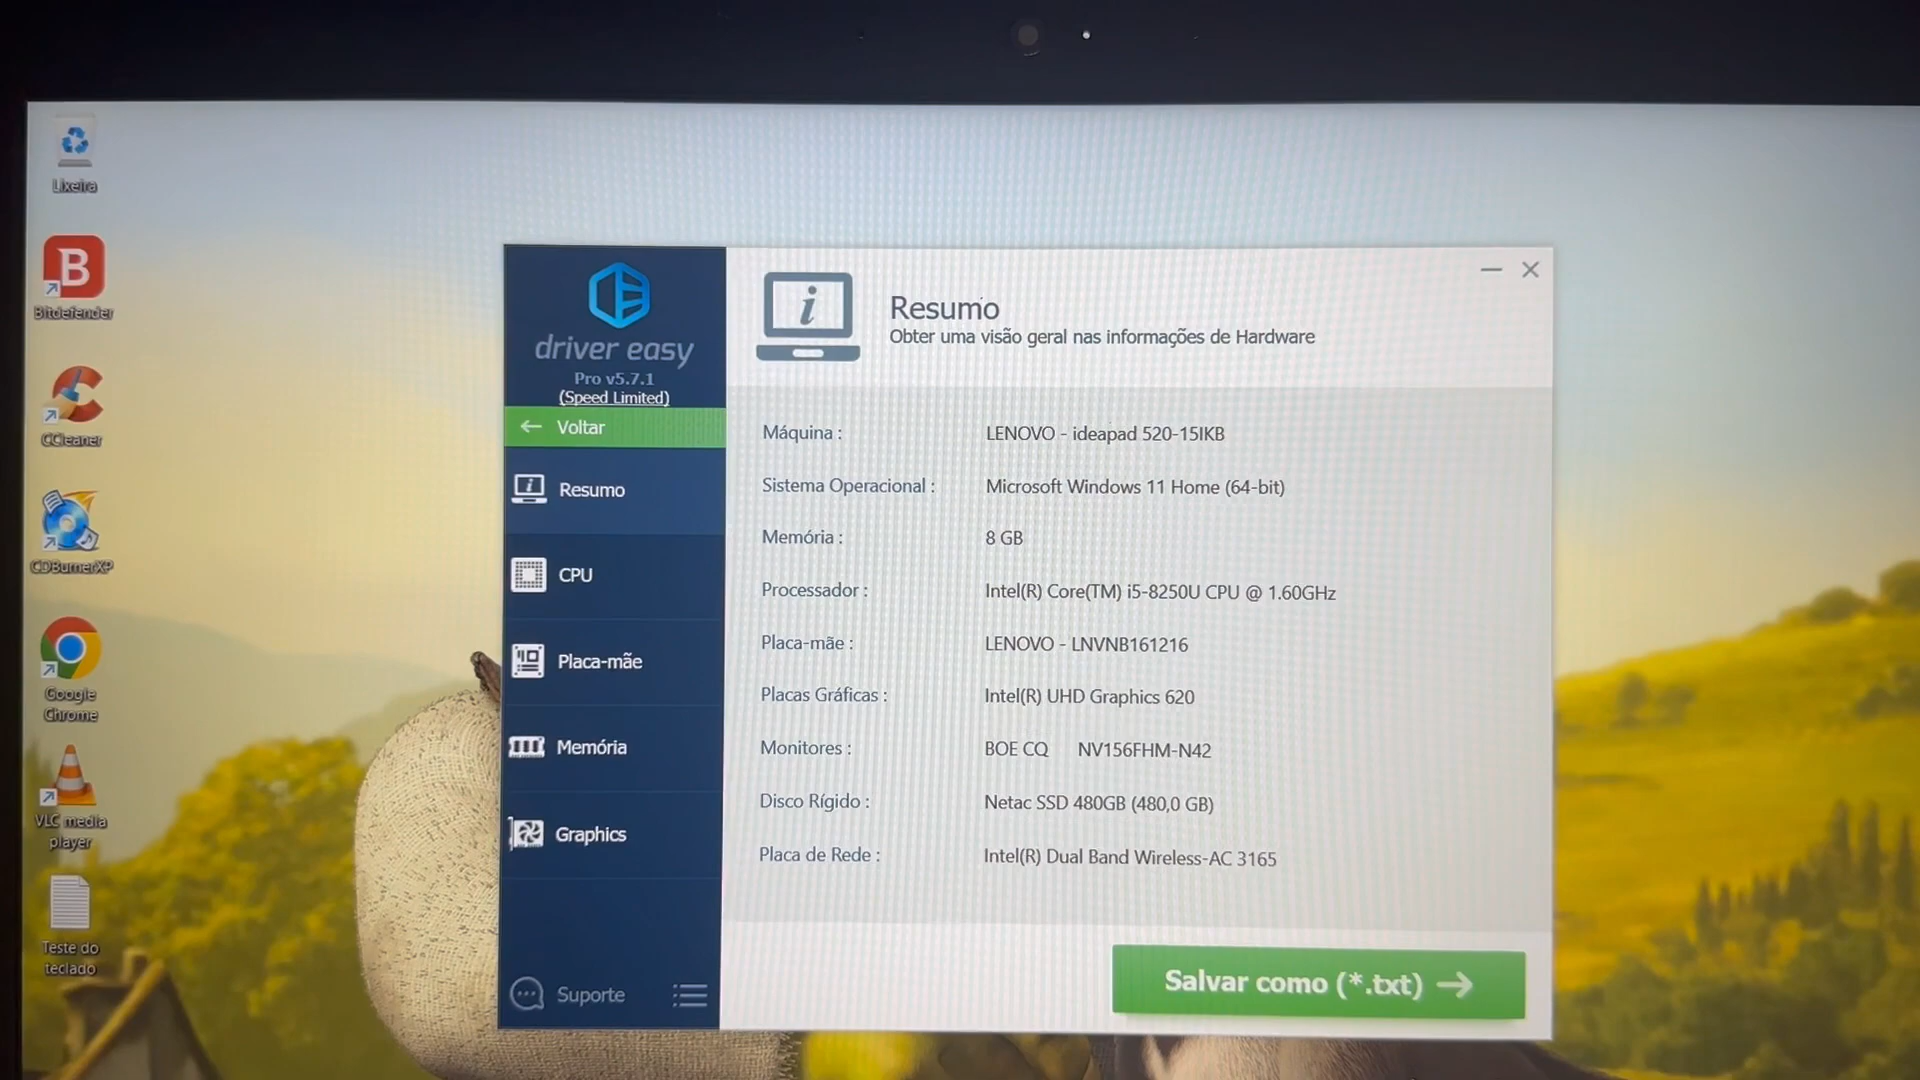 Lixeira
B
Bitdefender
CCleaner
CDBurnerXP
Google
Chrome
VLC media
player
Teste do
teclado
driver easy
Pro v5.7.1
(Speed Limited)
Voltar
Resumo
CPU
Placa-mãe
Memória
Graphics
Suporte
Resumo
Obter uma visão geral nas informações de Hardware
Máquina : LENOVO - ideapad 520-15IKB
Sistema Operacional : Microsoft Windows 11 Home (64-bit)
Memória : 8 GB
Processador : Intel(R) Core(TM) i5-8250U CPU @ 1.60GHz
Placa-mãe : LENOVO - LNVNB161216
Placas Gráficas : Intel(R) UHD Graphics 620
Monitores : BOE CQ NV156FHM-N42
Disco Rígido : Netac SSD 480GB (480,0 GB)
Placa de Rede : Intel(R) Dual Band Wireless-AC 3165
Salvar como (*.txt)